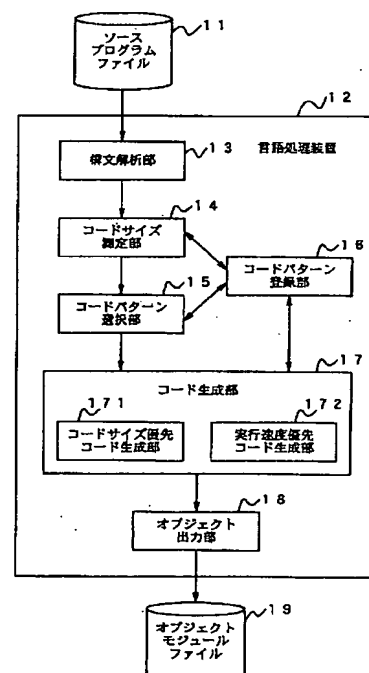 ソース
プログラム
ファイル
11
12
言語処理装置
構文解析部
13
コードサイズ
測定部
14
コードパターン
登録部
16
コードパターン
選択部
15
コード生成部
17
171
コードサイズ優先
コード生成部
172
実行速度優先
コード生成部
オブジェクト
出力部
18
オブジェクト
モジュール
ファイル
19